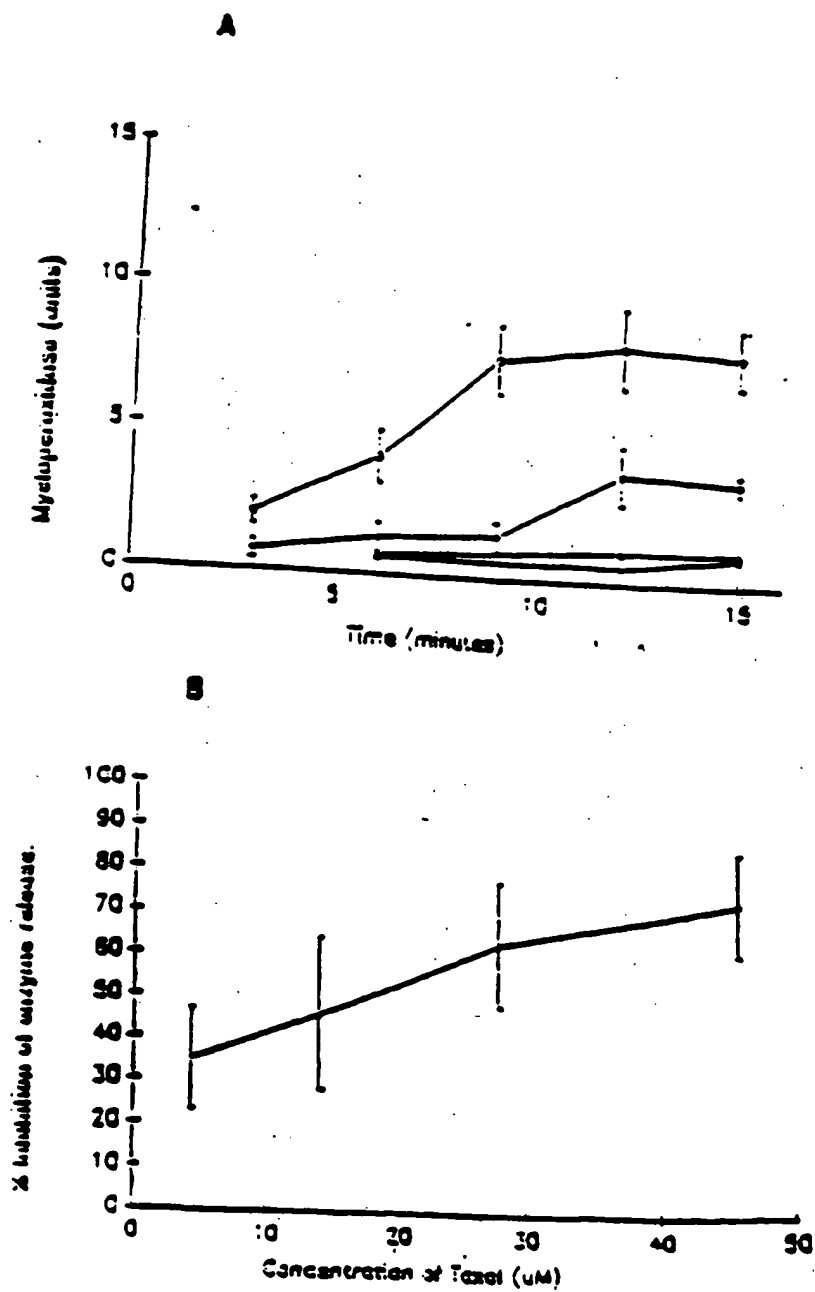 A
15
10
5
0
Myeloperoxidase (units)
0 5 10 15
Time (minutes)
B
100
90
80
70
60
50
40
30
20
10
0
% Inhibition of enzyme release.
0 10 20 30 40 50
Concentration of Taxol (uM)